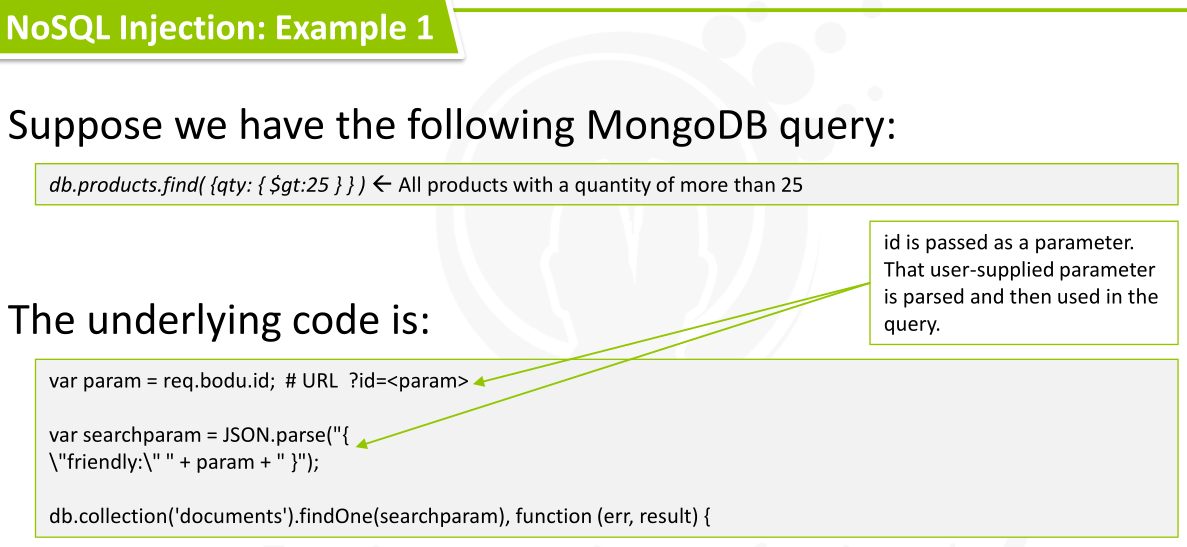 NoSQL Injection: Example 1
Suppose we have the following MongoDB query:
db.products.find( {qty: { $gt:25 } } ) ← All products with a quantity of more than 25
id is passed as a parameter.
That user-supplied parameter
is parsed and then used in the
query.
The underlying code is:
var param = req.bodu.id;  # URL  ?id=<param>
var searchparam = JSON.parse("{
\"friendly:\" " + param + " }");
db.collection('documents').findOne(searchparam), function (err, result) {